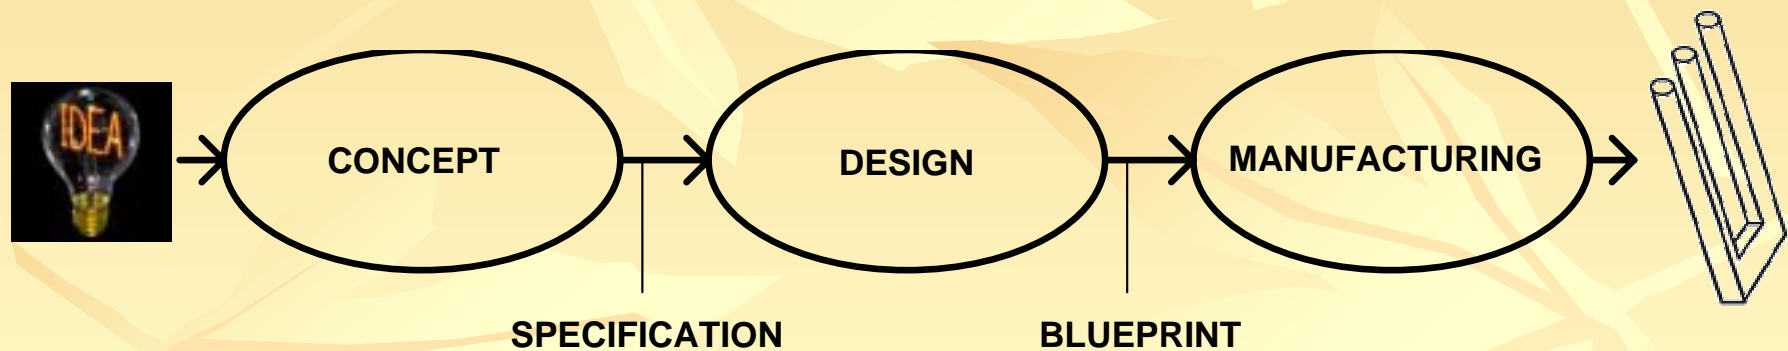 IDEA
CONCEPT
DESIGN
MANUFACTURING
SPECIFICATION
BLUEPRINT